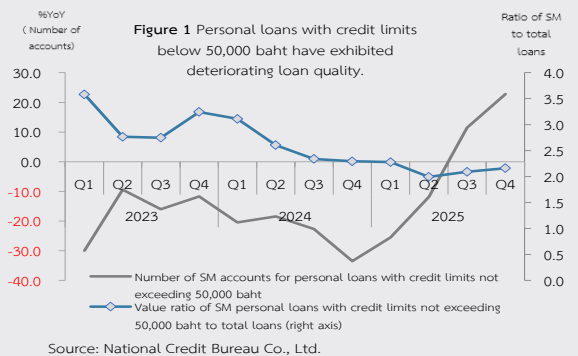 %YoY
( Number of
accounts)
Figure 1 Personal loans with credit limits
below 50,000 baht have exhibited
deteriorating loan quality.
Ratio of SM
to total
loans
30.0
20.0
10.0
0.0
-10.0
-20.0
-30.0
-40.0
4.0
3.5
3.0
2.5
2.0
1.5
1.0
0.5
0.0
Q1 Q2 Q3 Q4 Q1 Q2 Q3 Q4 Q1 Q2 Q3 Q4
2023 2024 2025
Number of SM accounts for personal loans with credit limits not
exceeding 50,000 baht
Value ratio of SM personal loans with credit limits not exceeding
50,000 baht to total loans (right axis)
Source: National Credit Bureau Co., Ltd.